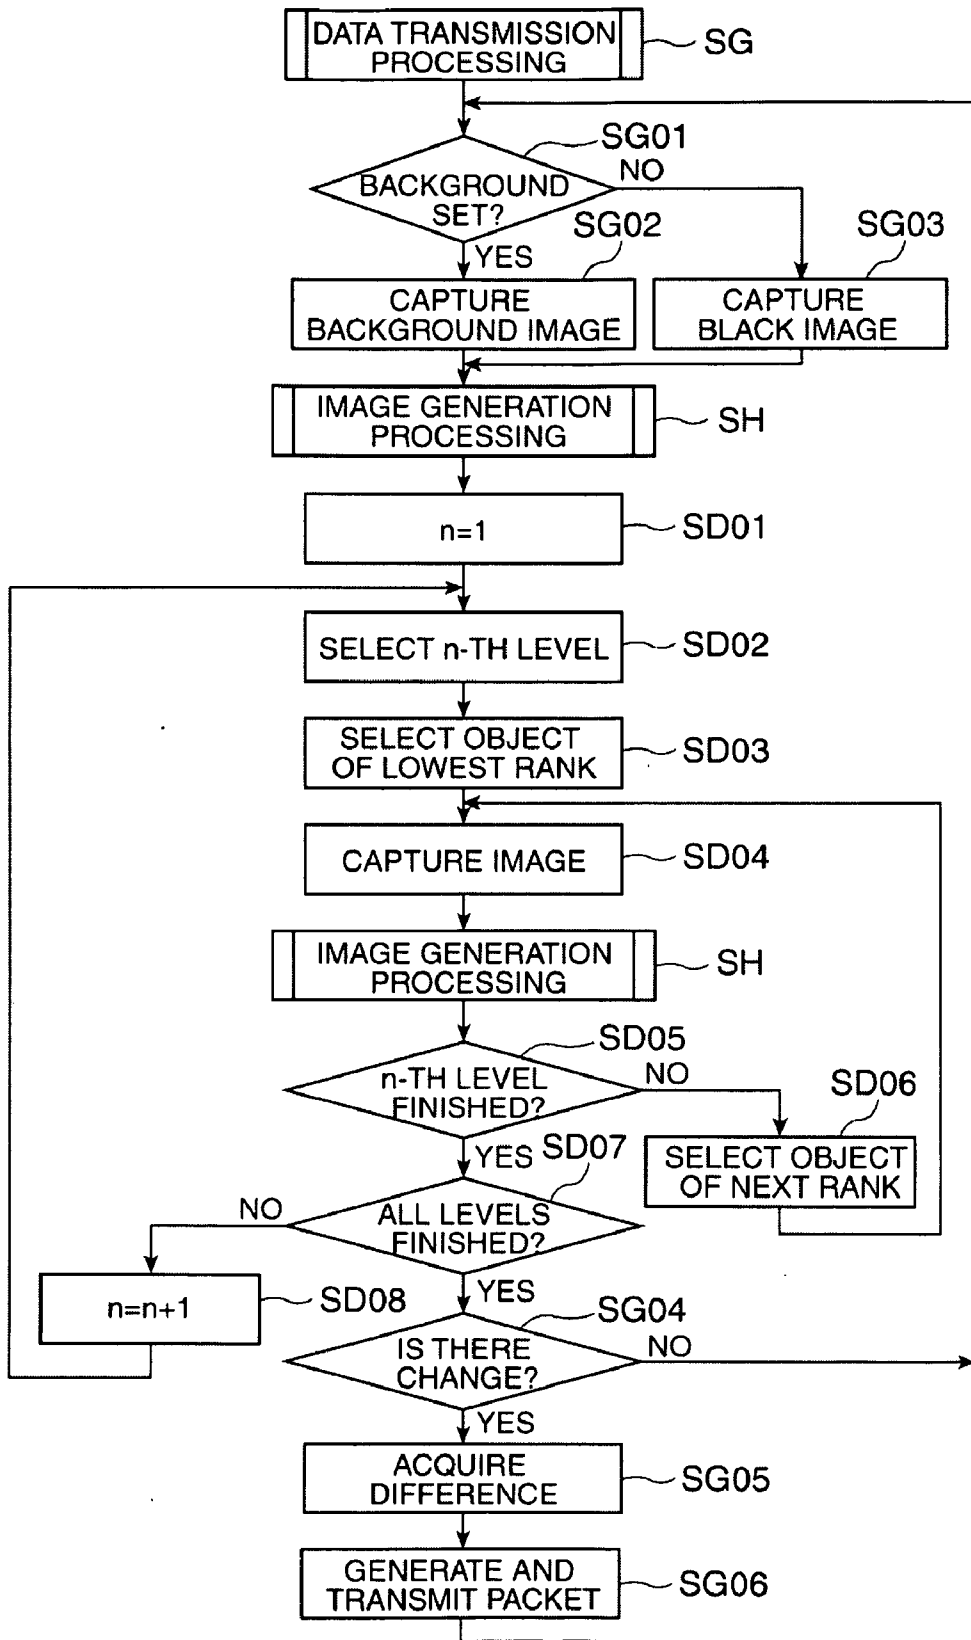 DATA TRANSMISSION
PROCESSING
SG
SG01
BACKGROUND
SET?
NO
YES
SG02
SG03
CAPTURE
BACKGROUND IMAGE
CAPTURE
BLACK IMAGE
IMAGE GENERATION
PROCESSING
SH
n=1
SD01
SELECT n-TH LEVEL
SD02
SELECT OBJECT
OF LOWEST RANK
SD03
CAPTURE IMAGE
SD04
IMAGE GENERATION
PROCESSING
SH
SD05
n-TH LEVEL
FINISHED?
NO
SD06
YES
SELECT OBJECT
OF NEXT RANK
SD07
NO
ALL LEVELS
FINISHED?
YES
n=n+1
SD08
SG04
IS THERE
CHANGE?
NO
YES
ACQUIRE
DIFFERENCE
SG05
GENERATE AND
TRANSMIT PACKET
SG06